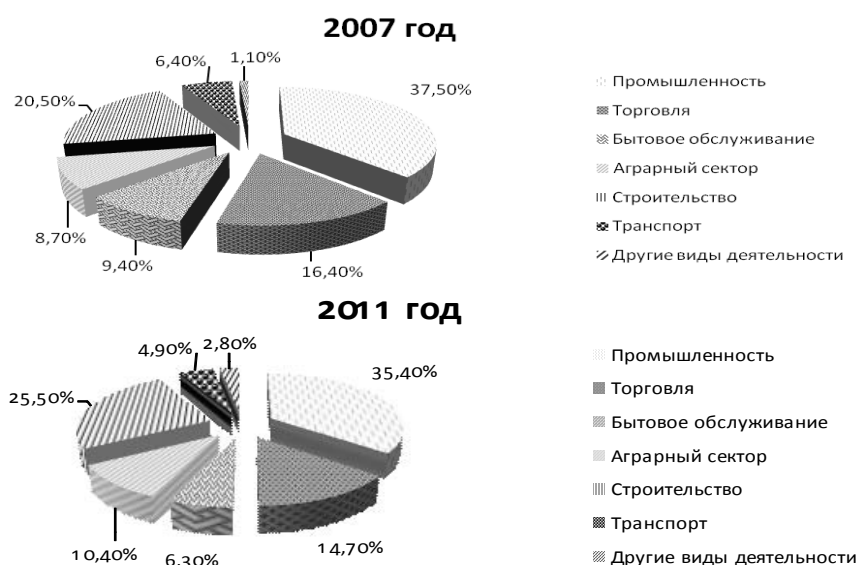 2007 год
6,40%
1,10%
37,50%
20,50%
8,70%
9,40%
16,40%
Промышленность
Торговля
Бытовое обслуживание
Аграрный сектор
Строительство
Транспорт
Другие виды деятельности
2011 год
4,90%
2,80%
35,40%
25,50%
10,40%
6,30%
14,70%
Промышленность
Торговля
Бытовое обслуживание
Аграрный сектор
Строительство
Транспорт
Другие виды деятельности